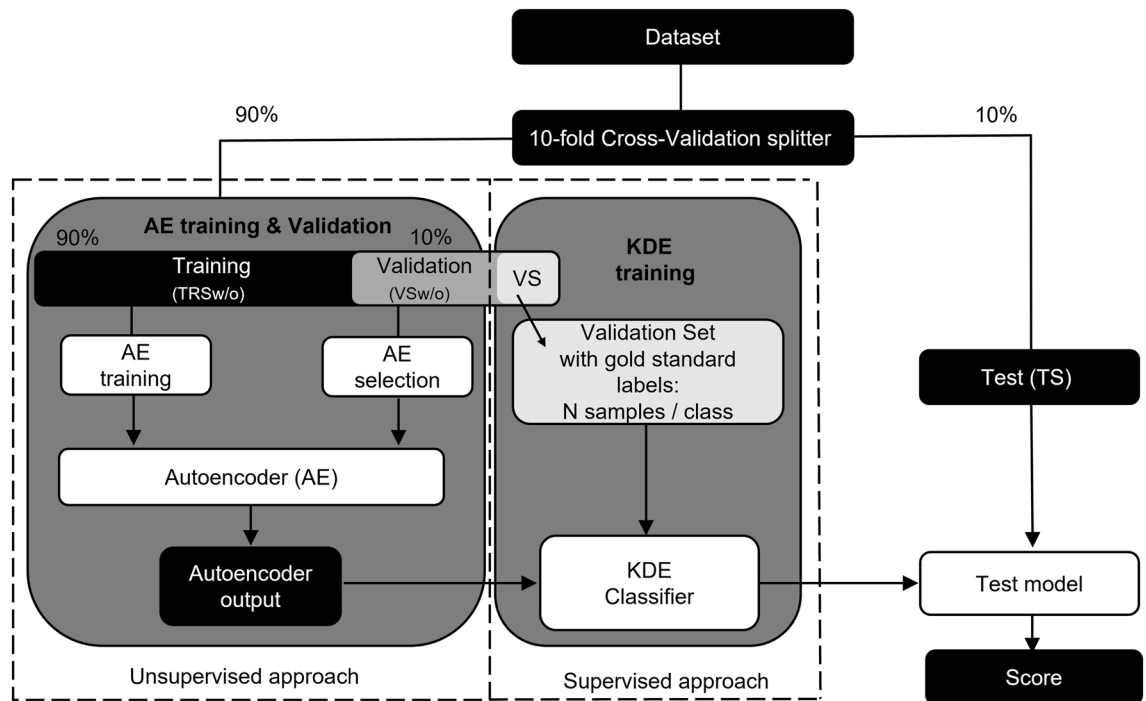 Dataset
90%
10-fold Cross-Validation splitter
10%
AE training & Validation
90%
10%
Training
(TRSw/o)
Validation
(VSw/o)
VS
KDE
training
AE
training
AE
selection
Validation Set
with gold standard
labels:
N samples / class
Test (TS)
Autoencoder (AE)
Autoencoder
output
KDE
Classifier
Test model
Unsupervised approach
Supervised approach
Score